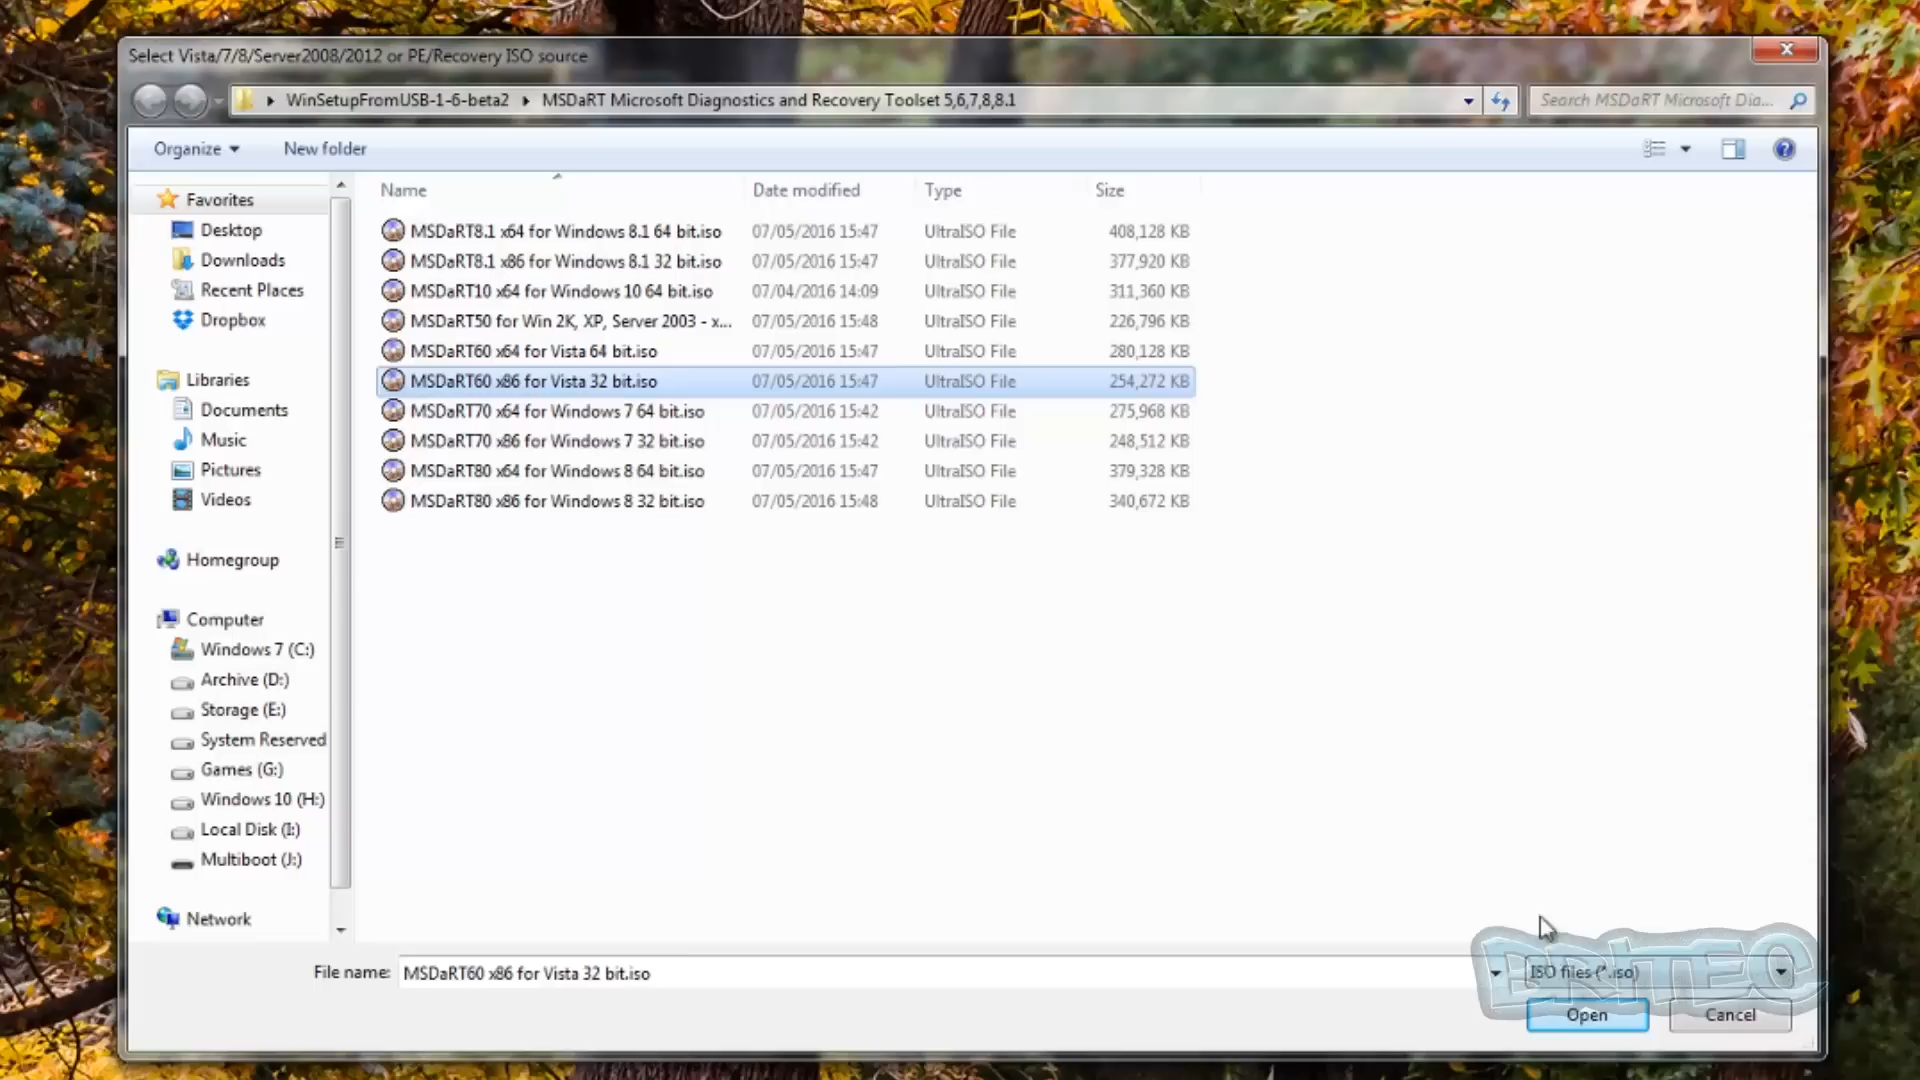 Select Vista/7/8/Server2008/2012 or PE/Recovery ISO source
WinSetupFromUSB-1-6-beta2 MSDaRT Microsoft Diagnostics and Recovery Toolset 5,6,7,8,8.1 Search MSDaRT Microsoft Dia...
Organize New folder
Favorites
Desktop
Downloads
Recent Places
Dropbox
Libraries
Documents
Music
Pictures
Videos
Homegroup
Computer
Windows 7 (C:)
Archive (D:)
Storage (E:)
System Reserved
Games (G:)
Windows 10 (H:)
Local Disk (I:)
Multiboot (J:)
Network
Name Date modified Type Size
MSDaRT8.1 x64 for Windows 8.1 64 bit.iso 07/05/2016 15:47 UltraISO File 408,128 KB
MSDaRT8.1 x86 for Windows 8.1 32 bit.iso 07/05/2016 15:47 UltraISO File 377,920 KB
MSDaRT10 x64 for Windows 10 64 bit.iso 07/04/2016 14:09 UltraISO File 311,360 KB
MSDaRT50 for Win 2K, XP, Server 2003 - x... 07/05/2016 15:48 UltraISO File 226,796 KB
MSDaRT60 x64 for Vista 64 bit.iso 07/05/2016 15:47 UltraISO File 280,128 KB
MSDaRT60 x86 for Vista 32 bit.iso 07/05/2016 15:47 UltraISO File 254,272 KB
MSDaRT70 x64 for Windows 7 64 bit.iso 07/05/2016 15:42 UltraISO File 275,968 KB
MSDaRT70 x86 for Windows 7 32 bit.iso 07/05/2016 15:42 UltraISO File 248,512 KB
MSDaRT80 x64 for Windows 8 64 bit.iso 07/05/2016 15:47 UltraISO File 379,328 KB
MSDaRT80 x86 for Windows 8 32 bit.iso 07/05/2016 15:48 UltraISO File 340,672 KB
File name: MSDaRT60 x86 for Vista 32 bit.iso ISO files (*.iso)
BRITEC
Open Cancel